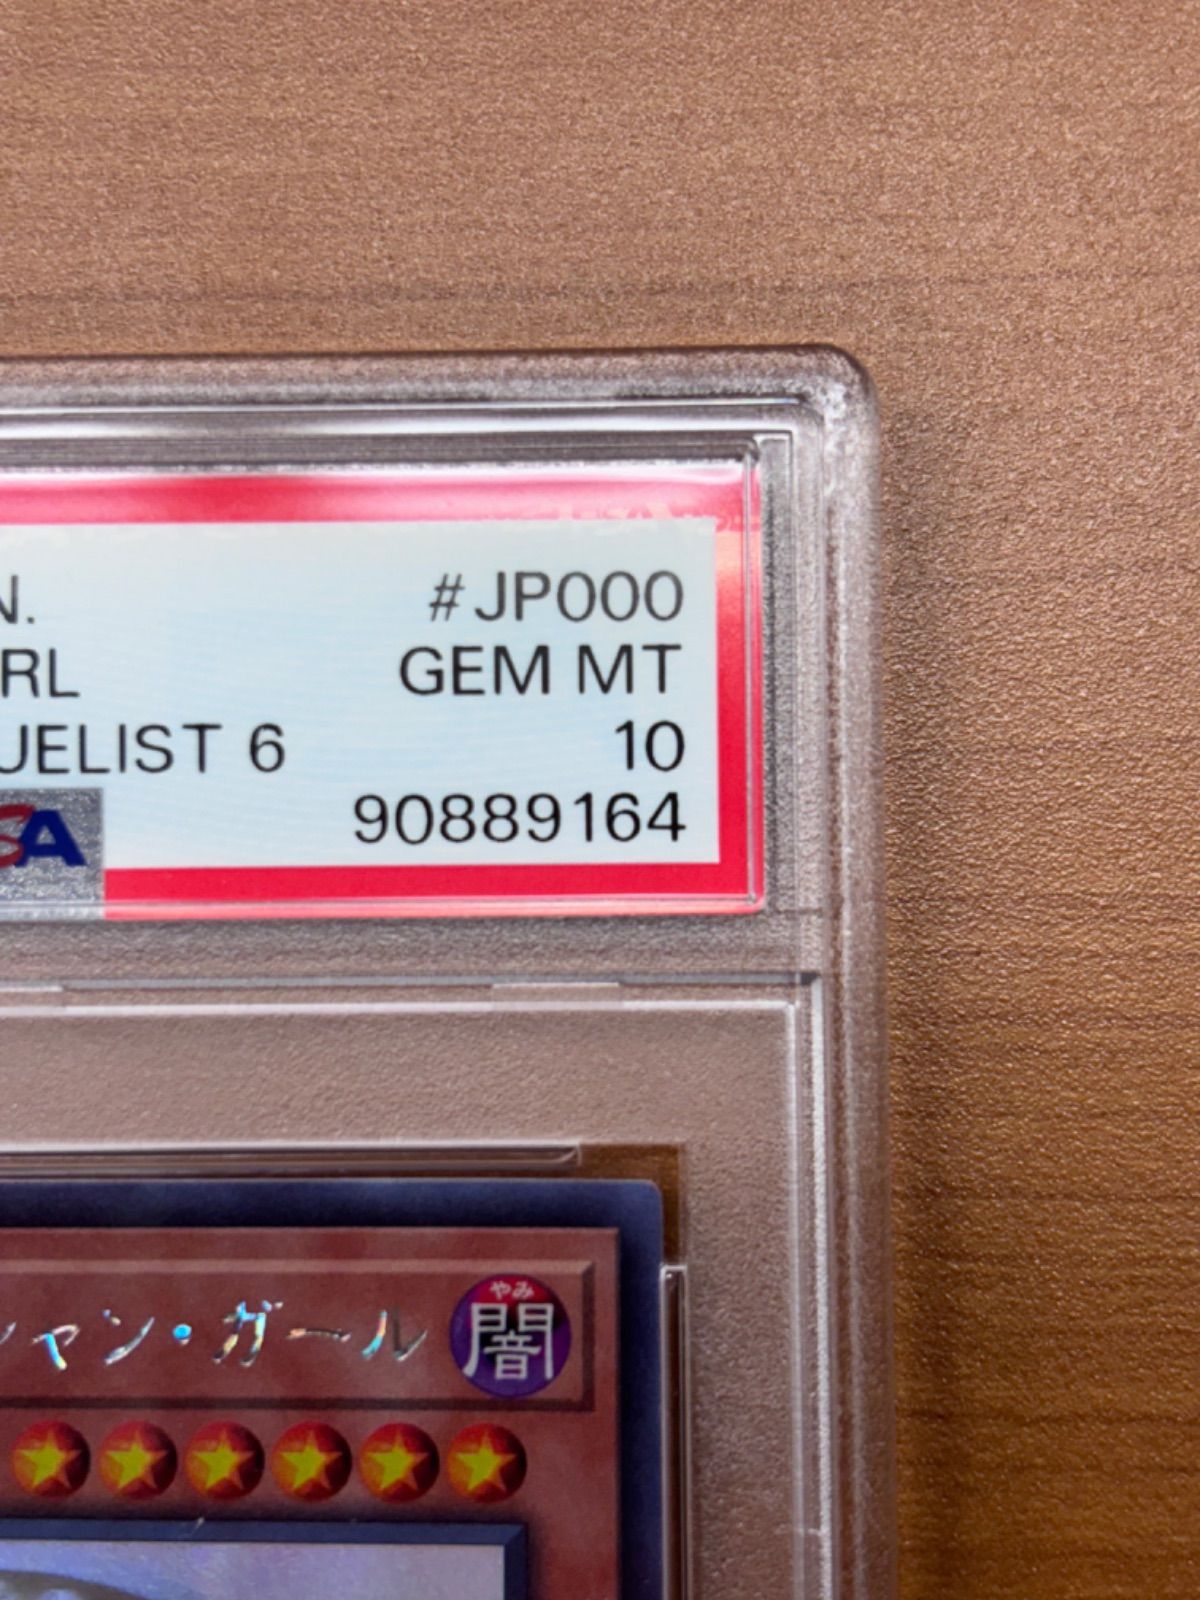 N. #JP000
RL GEM MT
UELIST 6 10
SA 90889164
ャン・ガール
やみ
闇